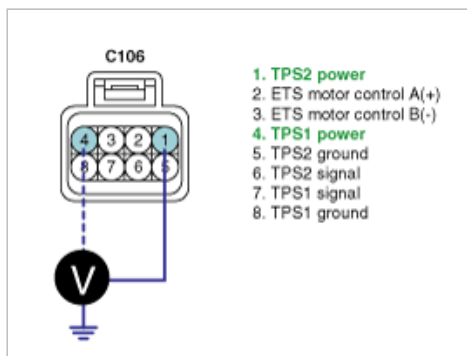 C106
4 3 2 1
8 7 6 5
V
1. TPS2 power
2. ETS motor control A(+)
3. ETS motor control B(-)
4. TPS1 power
5. TPS2 ground
6. TPS2 signal
7. TPS1 signal
8. TPS1 ground